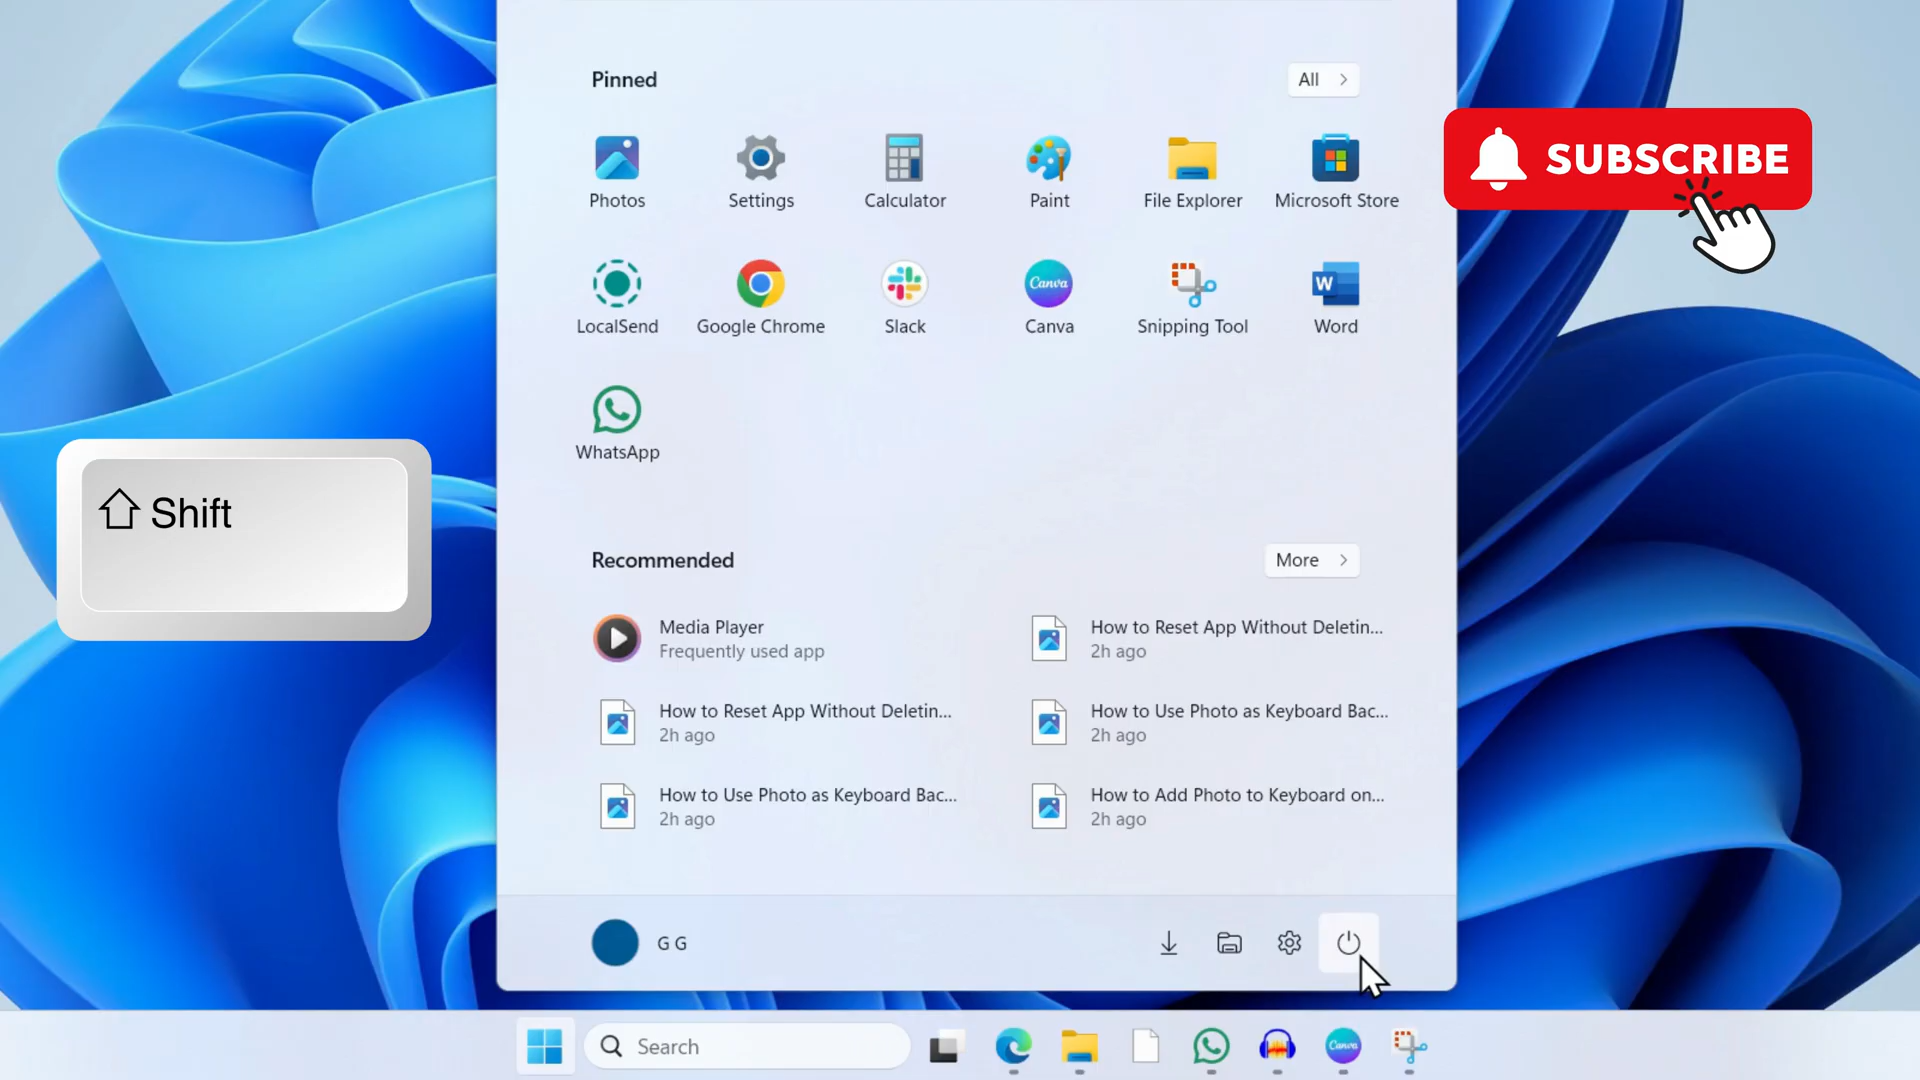 Pinned
All
SUBSCRIBE
Photos
Settings
Calculator
Paint
File Explorer
Microsoft Store
Canva
W
LocalSend
Google Chrome
Slack
Canva
Snipping Tool
Word
WhatsApp
Shift
Recommended
More
Media Player
Frequently used app
How to Reset App Without Deletin...
2h ago
How to Reset App Without Deletin...
2h ago
How to Use Photo as Keyboard Bac...
2h ago
How to Use Photo as Keyboard Bac...
2h ago
How to Add Photo to Keyboard on...
2h ago
G G
Search
Canva